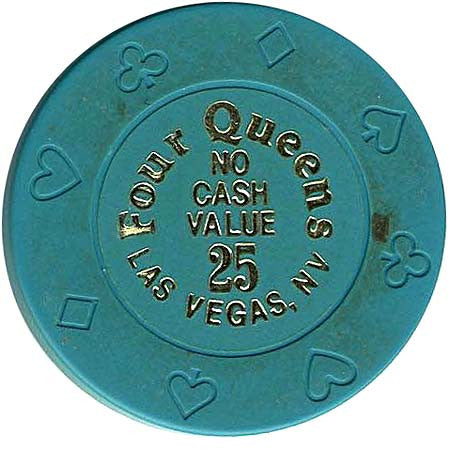 Four Queens
NO
CASH
VALUE
25
LAS VEGAS, NV